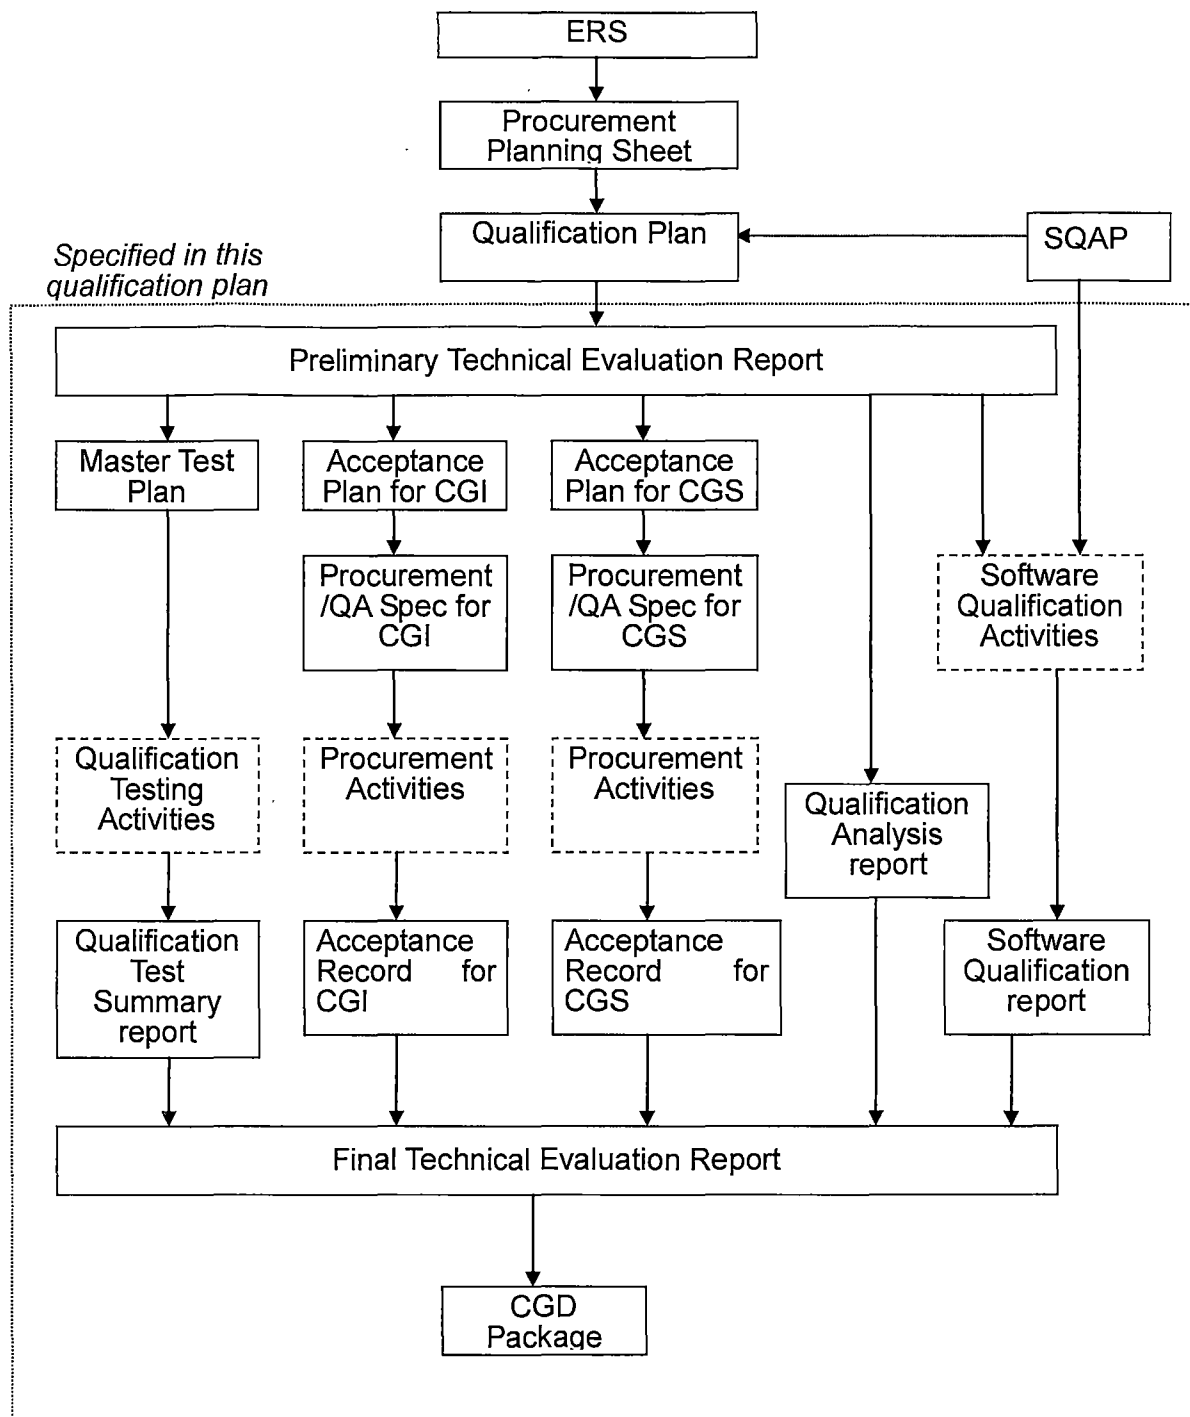 ERS
Procurement
Planning Sheet
Qualification Plan
SQAP
Specified in this
qualification plan
Preliminary Technical Evaluation Report
Master Test
Plan
Acceptance
Plan for CGI
Acceptance
Plan for CGS
Procurement
/QA Spec for
CGI
Procurement
/QA Spec for
CGS
Software
Qualification
Activities
Qualification
Testing
Activities
Procurement
Activities
Procurement
Activities
Qualification
Analysis
report
Qualification
Test
Summary
report
Acceptance
Record for
CGI
Acceptance
Record for
CGS
Software
Qualification
report
Final Technical Evaluation Report
CGD
Package